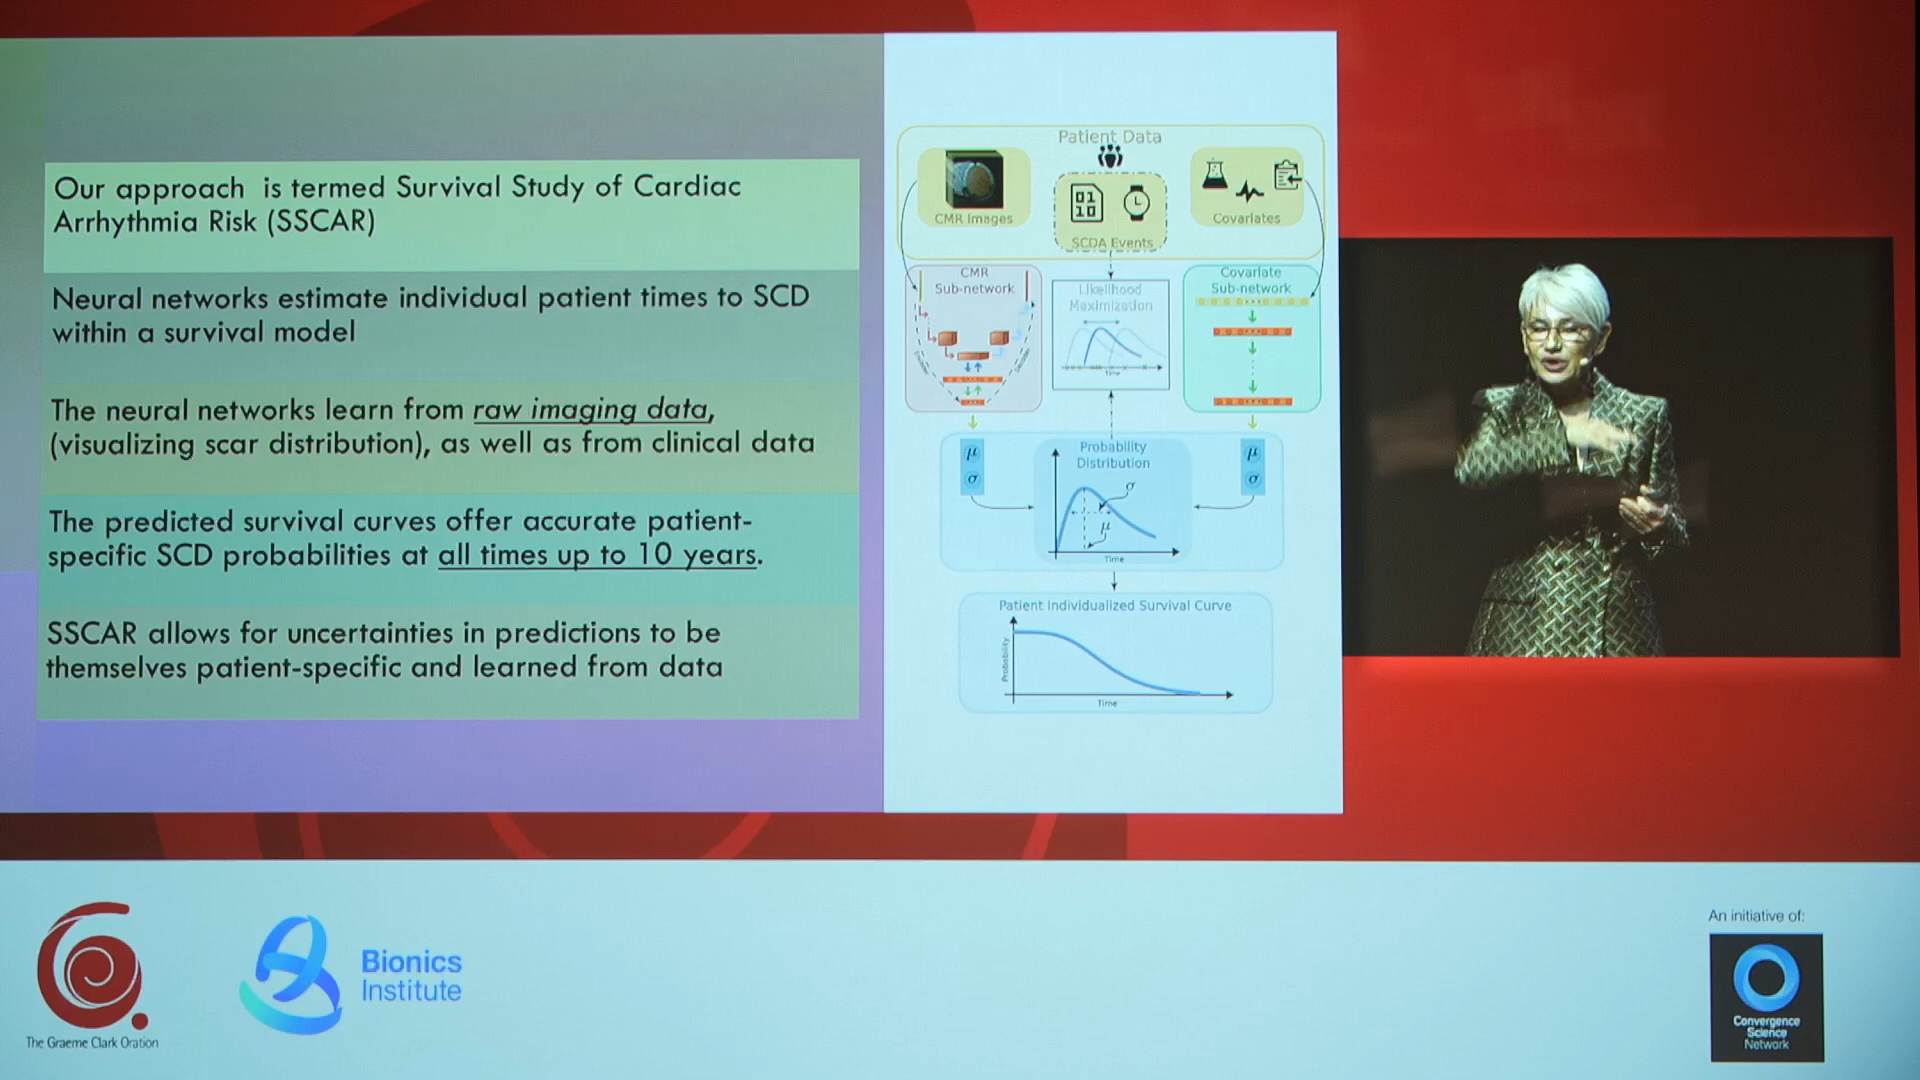 Our approach is termed Survival Study of Cardiac
Arrhythmia Risk (SSCAR)
Neural networks estimate individual patient times to SCD
within a survival model
The neural networks learn from raw imaging data,
(visualizing scar distribution), as well as from clinical data
The predicted survival curves offer accurate patient-
specific SCD probabilities at all times up to 10 years.
SSCAR allows for uncertainties in predictions to be
themselves patient-specific and learned from data
Patient Data
CMR Images
01
10
SCDA Events
Covariates
CMR
Sub-network
Likelihood
Maximization
Time
Covariate
Sub-network
μ
σ
Probability
Distribution
σ
μ
Time
μ
σ
Patient Individualized Survival Curve
Probability
Time
The Graeme Clark Oration
Bionics
Institute
An initiative of:
Convergence
Science
Network